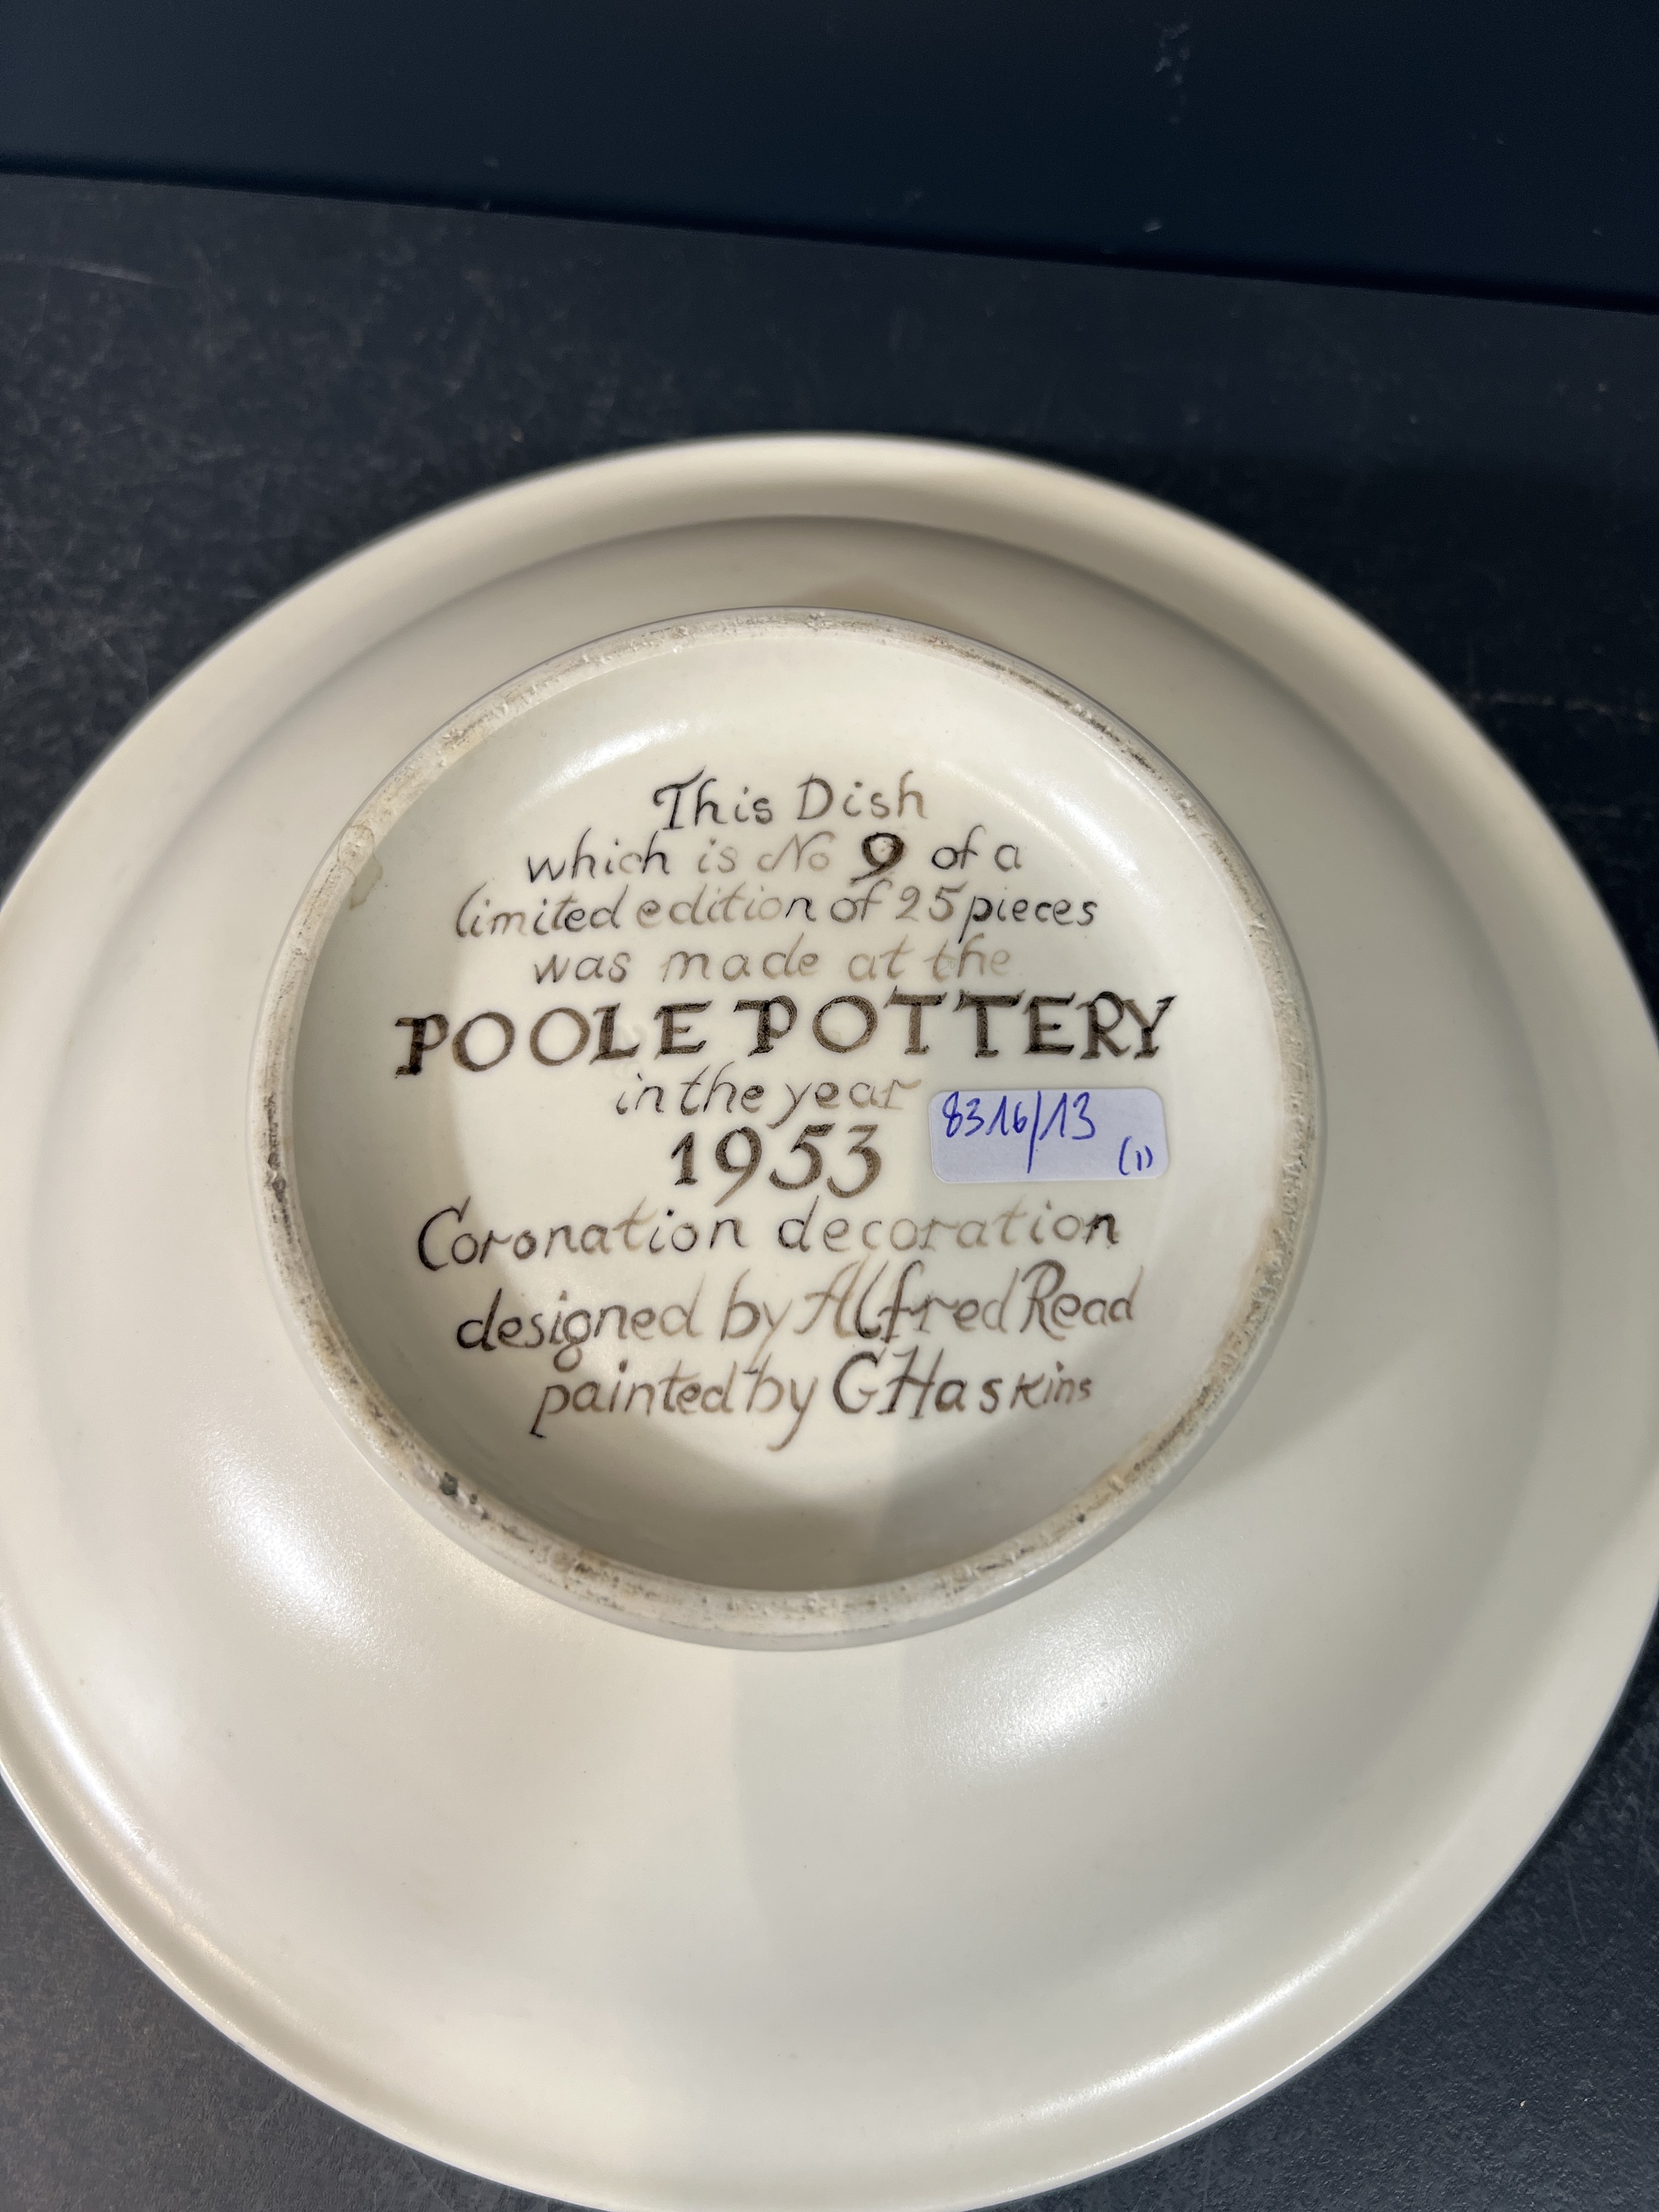 This Dish
which is No 9 of a
limited edition of 25 pieces
was made at the
POOLE POTTERY
in the year
1953
8316/13
(1)
Coronation decoration
designed by Alfred Read
painted by G Haskins